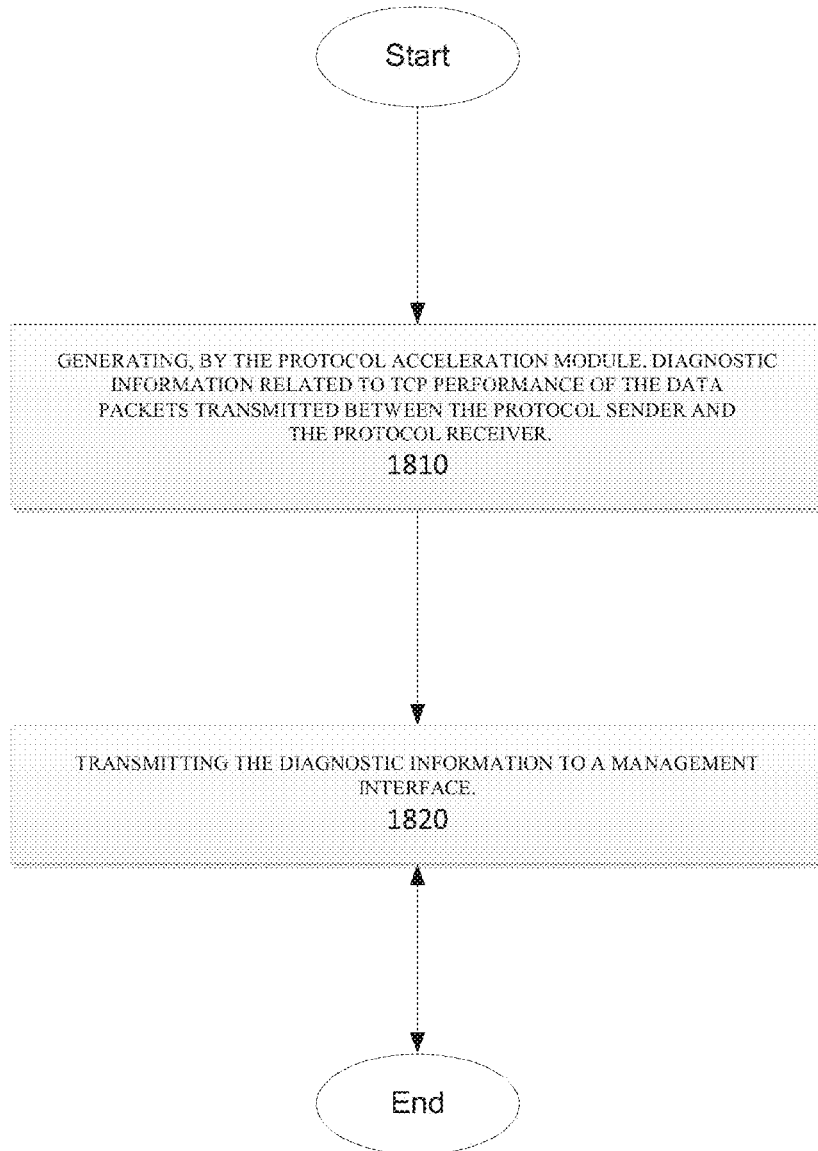 Start
GENERATING, BY THE PROTOCOL ACCELERATION MODULE. DIAGNOSTIC
INFORMATION RELATED TO TCP PERFORMANCE OF THE DATA
PACKETS TRANSMITTED BETWEEN THE PROTOCOL SENDER AND
THE PROTOCOL RECEIVER.
1810
TRANSMITTING THE DIAGNOSTIC INFORMATION TO A MANAGEMENT
INTERFACE.
1820
End